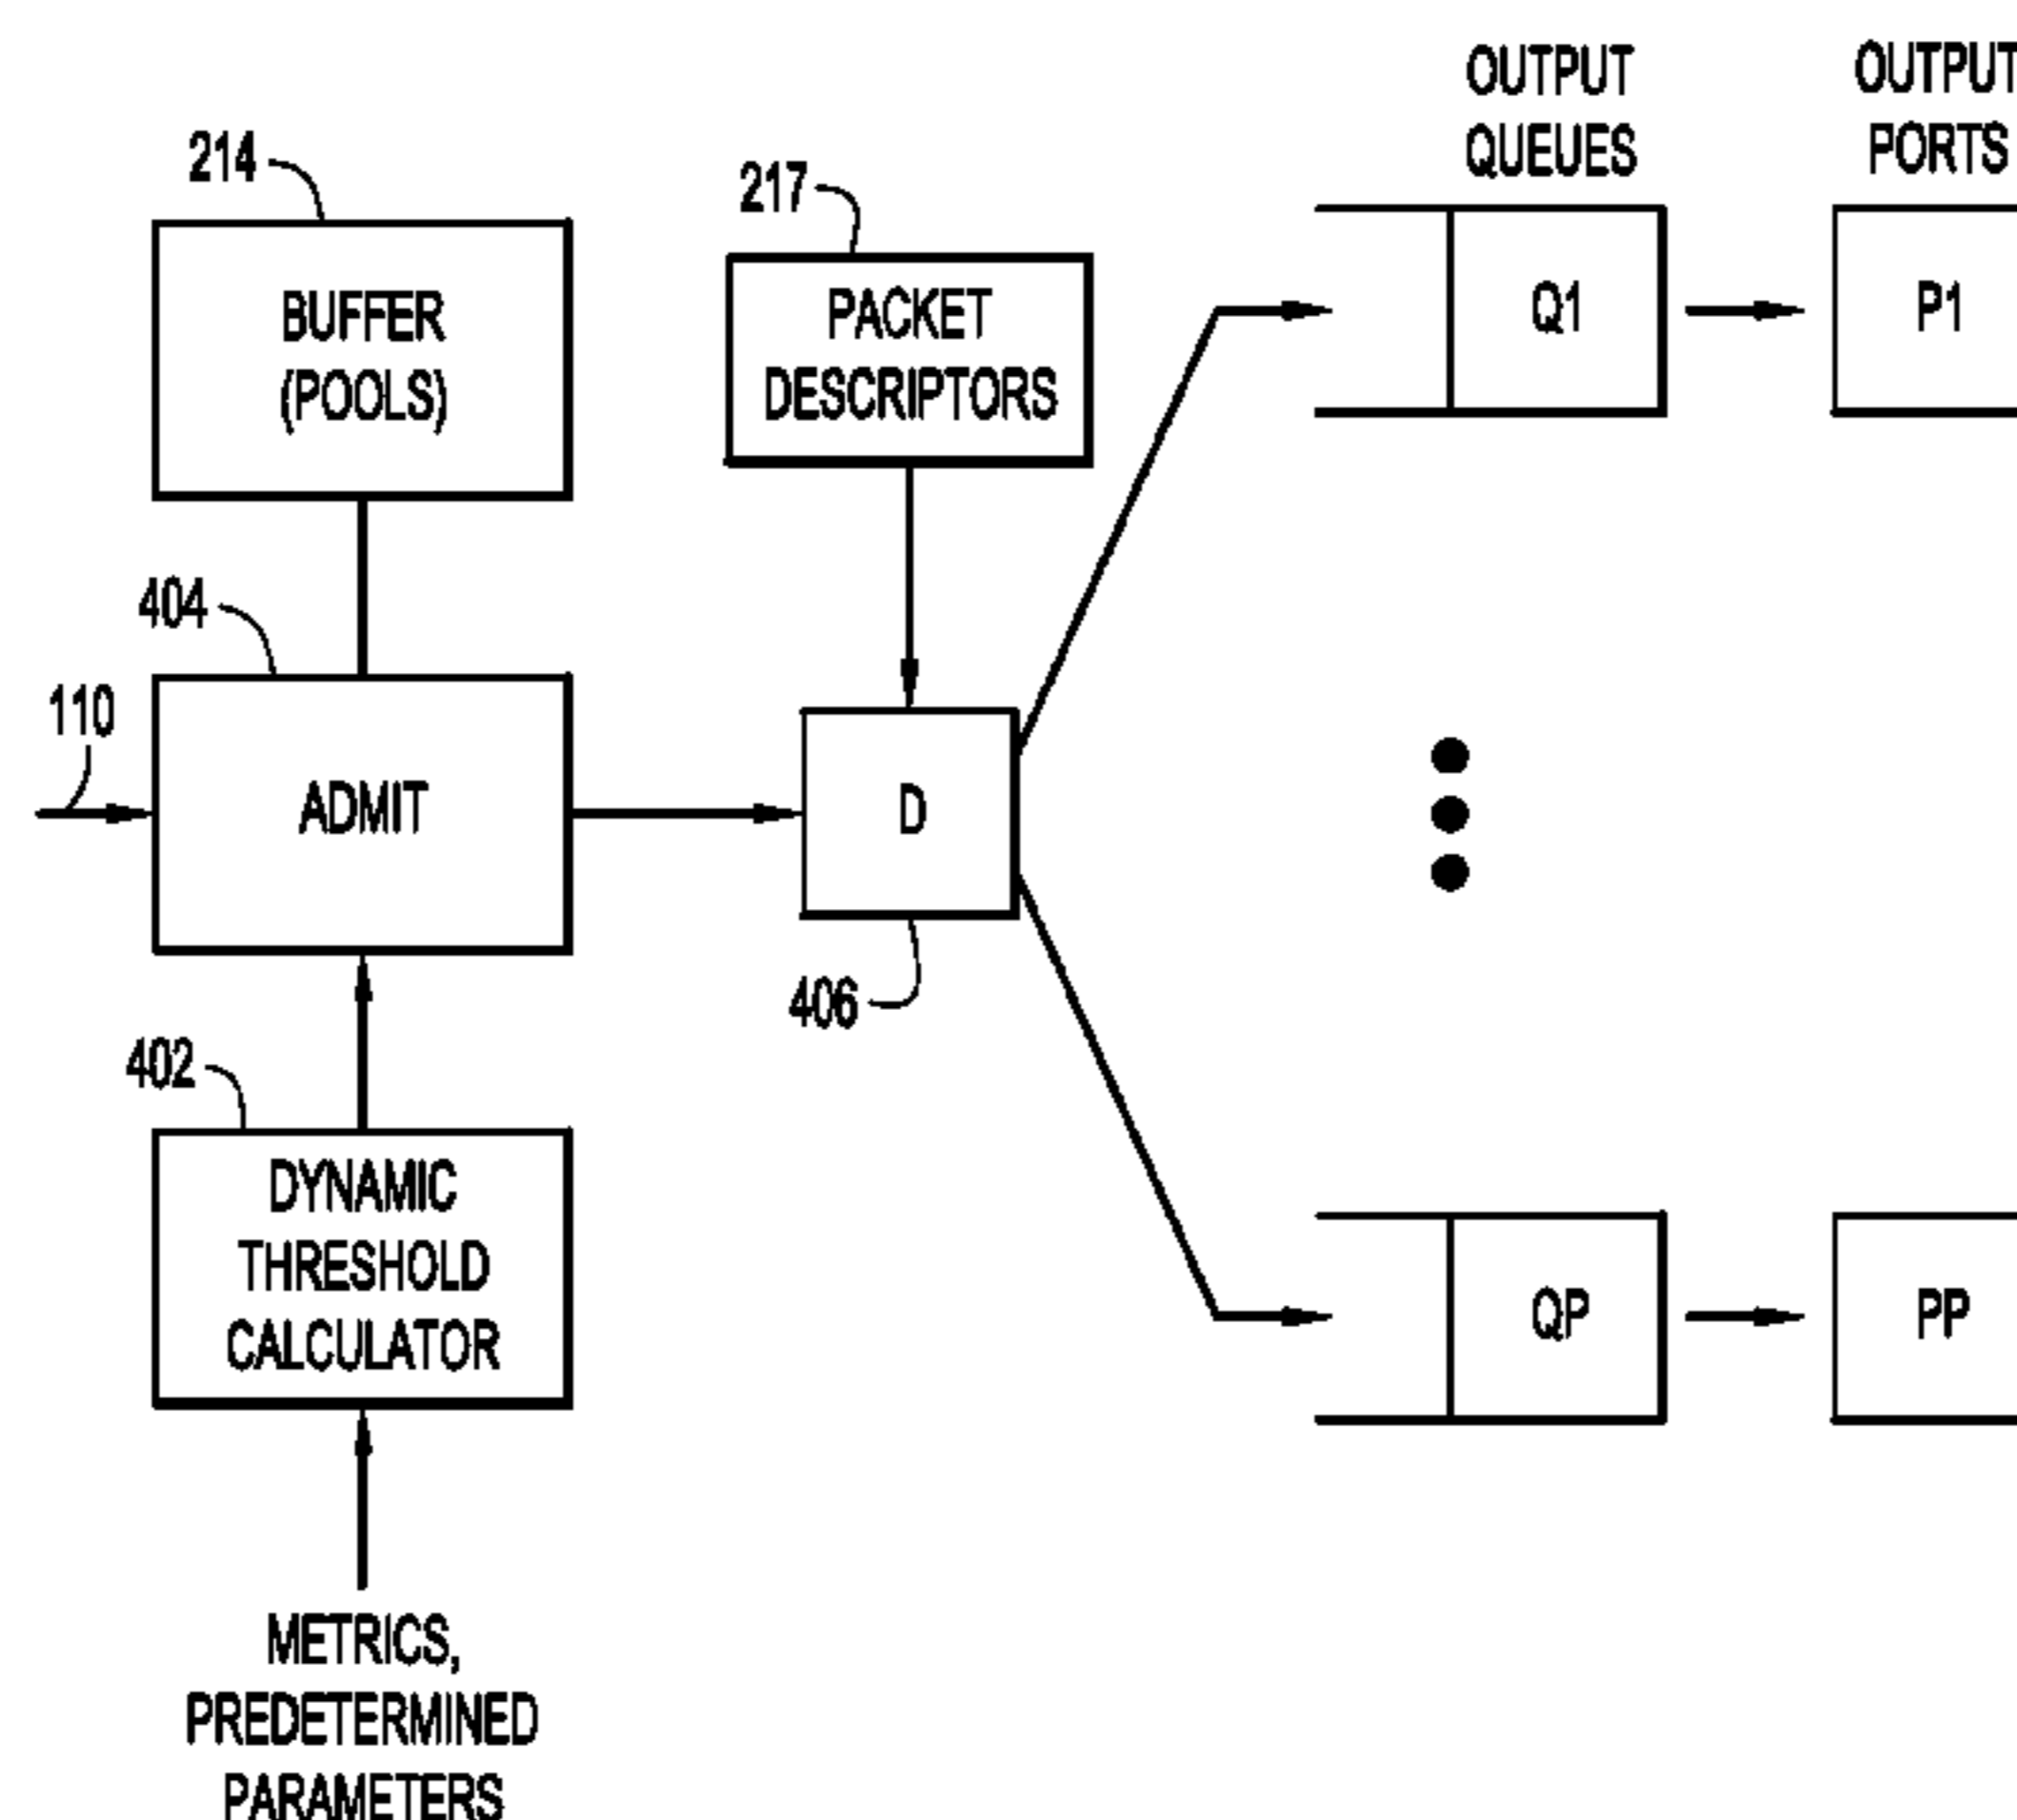 OUTPUT
QUEUES
OUTPUT
PORTS
214
BUFFER
(POOLS)
217
PACKET
DESCRIPTORS
Q1
P1
404
110
ADMIT
D
406
402
DYNAMIC
THRESHOLD
CALCULATOR
QP
PP
METRICS,
PREDETERMINED
PARAMETERS